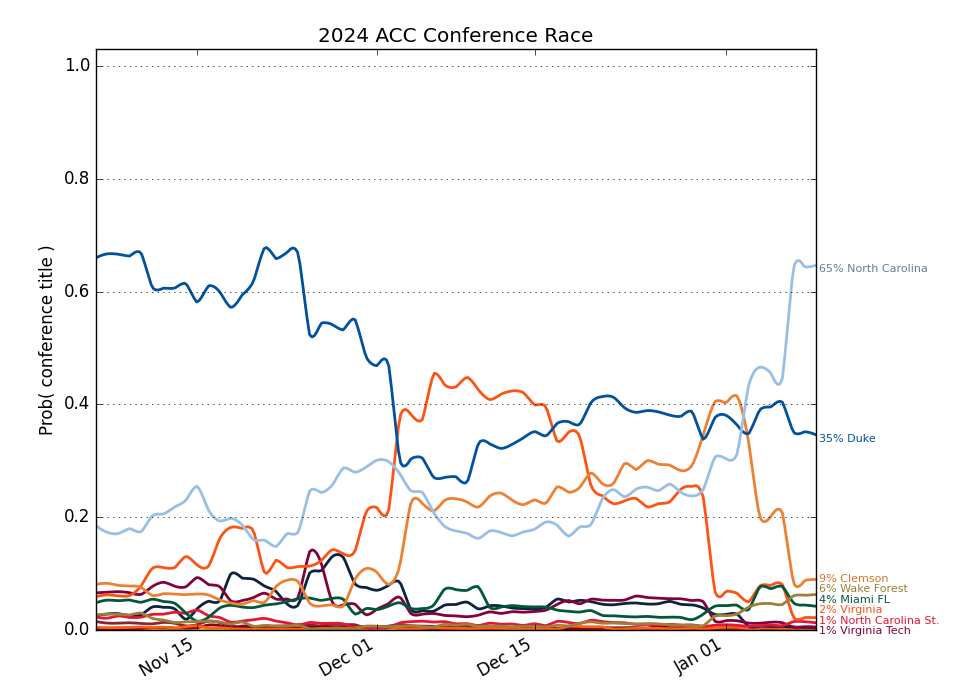 2024 ACC Conference Race
Prob( conference title )
1.0
0.8
0.6
0.4
0.2
0.0
Nov 15
Dec 01
Dec 15
Jan 01
65% North Carolina
35% Duke
9% Clemson
6% Wake Forest
4% Miami FL
2% Virginia
1% North Carolina St.
1% Virginia Tech